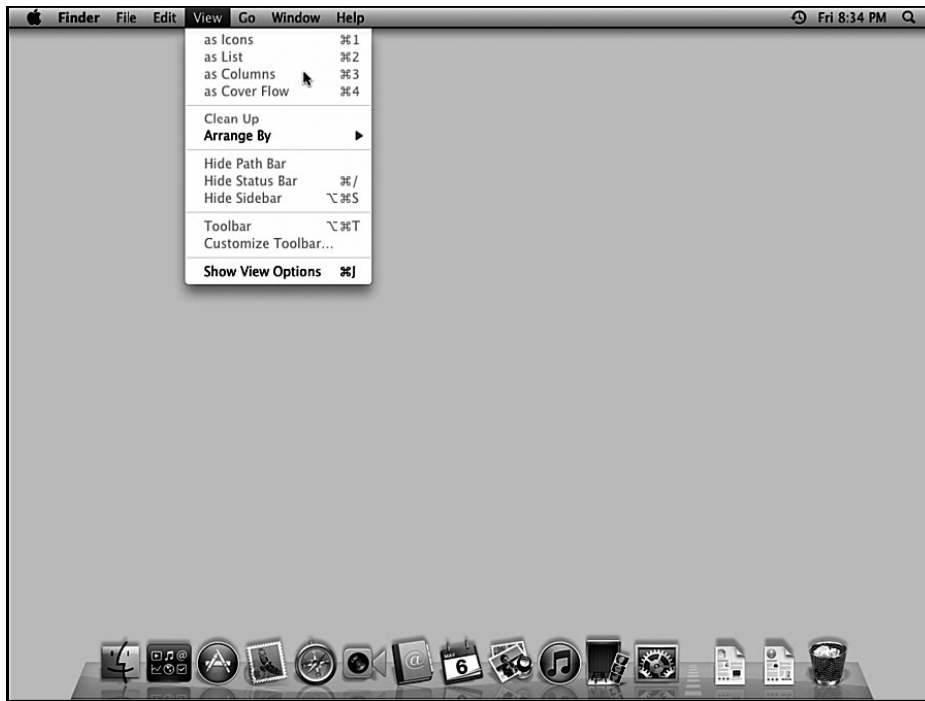 Finder File Edit View Go Window Help Fri 8:34 PM
as Icons ⌘1
as List ⌘2
as Columns ⌘3
as Cover Flow ⌘4
Clean Up
Arrange By ▶
Hide Path Bar
Hide Status Bar ⌘/
Hide Sidebar ⌥⌘S
Toolbar ⌥⌘T
Customize Toolbar...
Show View Options ⌘J
@
MAY
6
@